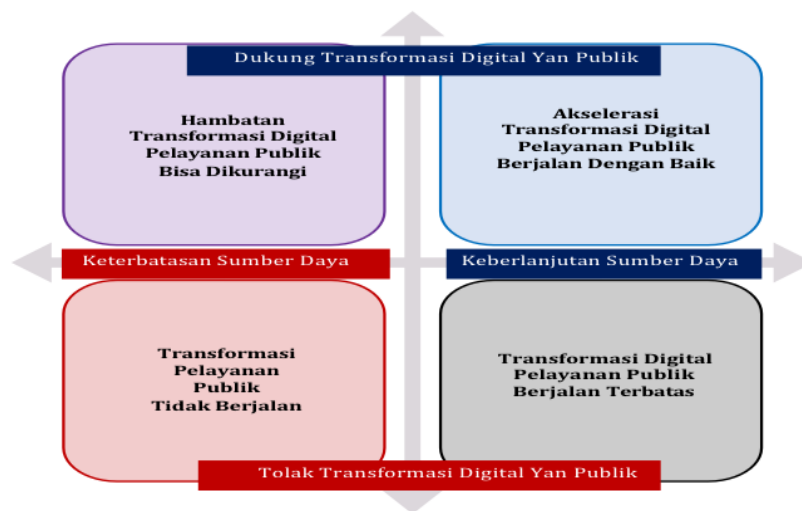 Dukung Transformasi Digital Yan Publik
Hambatan
Transformasi Digital
Pelayanan Publik
Bisa Dikurangi
Akselerasi
Transformasi Digital
Pelayanan Publik
Berjalan Dengan Baik
Keterbatasan Sumber Daya
Keberlanjutan Sumber Daya
Transformasi
Pelayanan
Publik
Tidak Berjalan
Transformasi Digital
Pelayanan Publik
Berjalan Terbatas
Tolak Transformasi Digital Yan Publik